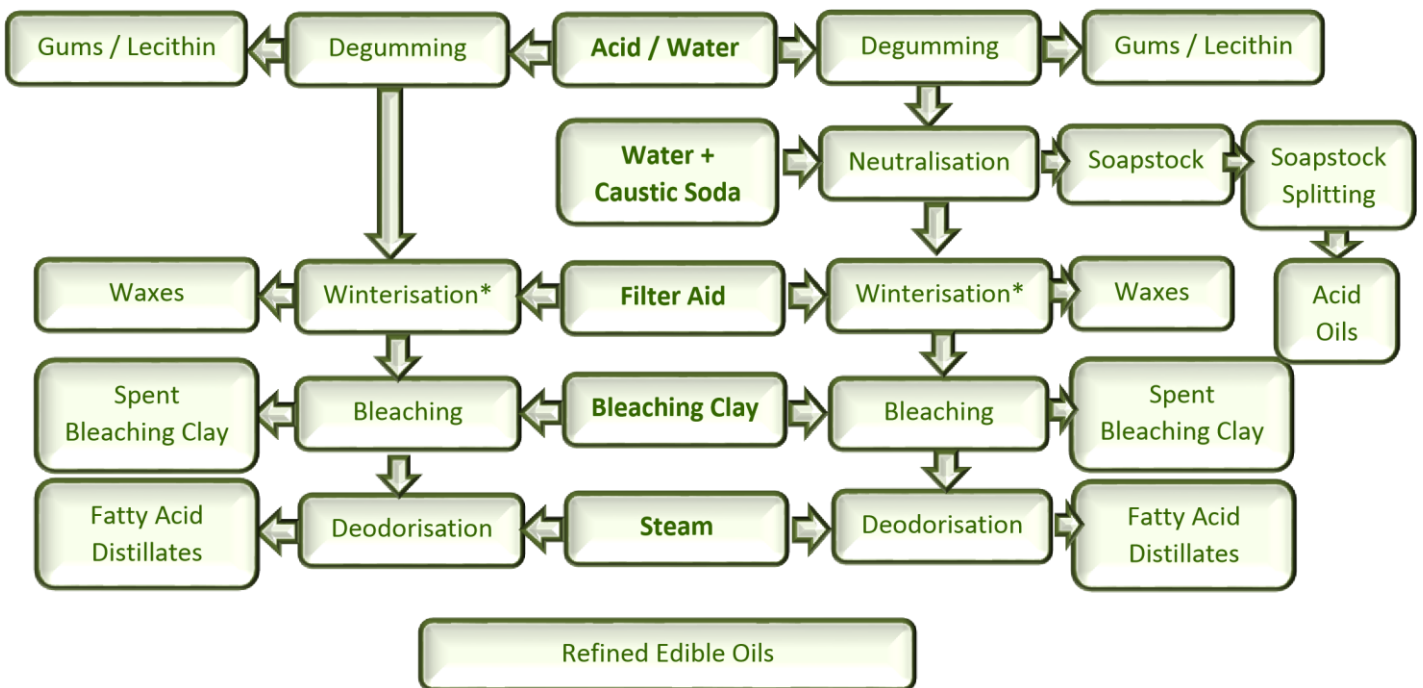 Gums / Lecithin
Degumming
Acid / Water
Degumming
Gums / Lecithin
Water +
Caustic Soda
Neutralisation
Soapstock
Soapstock
Splitting
Waxes
Winterisation*
Filter Aid
Winterisation*
Waxes
Acid
Oils
Spent
Bleaching Clay
Bleaching
Bleaching Clay
Bleaching
Spent
Bleaching Clay
Fatty Acid
Distillates
Deodorisation
Steam
Deodorisation
Fatty Acid
Distillates
Refined Edible Oils